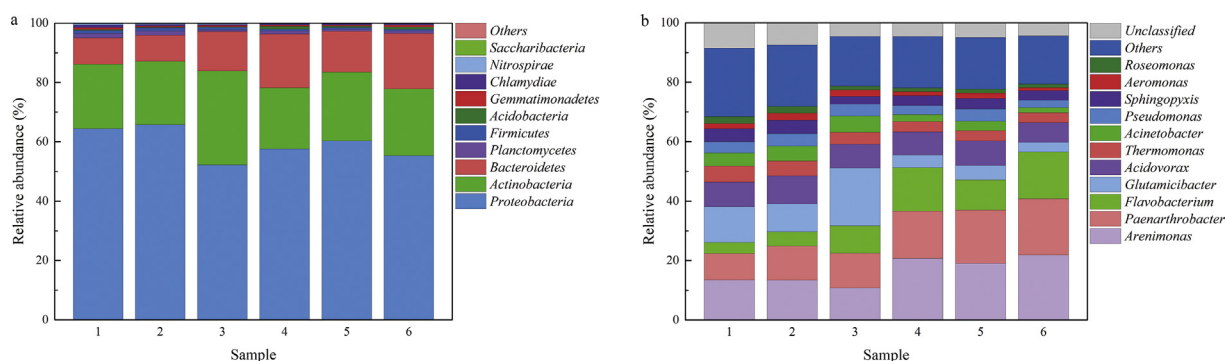 a
100
80
60
40
20
0
Relative abundance (%)
1 2 3 4 5 6
Sample
Others
Saccharibacteria
Nitrospirae
Chlamydiae
Gemmatimonadetes
Acidobacteria
Firmicutes
Planctomycetes
Bacteroidetes
Actinobacteria
Proteobacteria
b
100
80
60
40
20
0
Relative abundance (%)
1 2 3 4 5 6
Sample
Unclassified
Others
Roseomonas
Aeromonas
Sphingopyxis
Pseudomonas
Acinetobacter
Thermomonas
Acidovorax
Glutamicibacter
Flavobacterium
Paenarthrobacter
Arenimonas